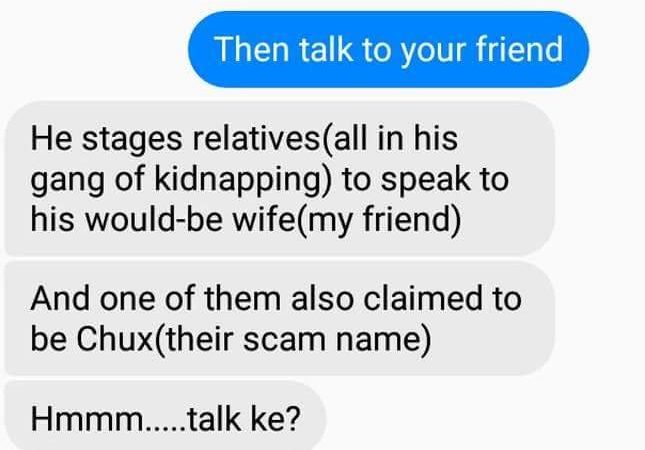 Then talk to your friend
He stages relatives(all in his
gang of kidnapping) to speak to
his would-be wife(my friend)
And one of them also claimed to
be Chux(their scam name)
Hmmm.....talk ke?